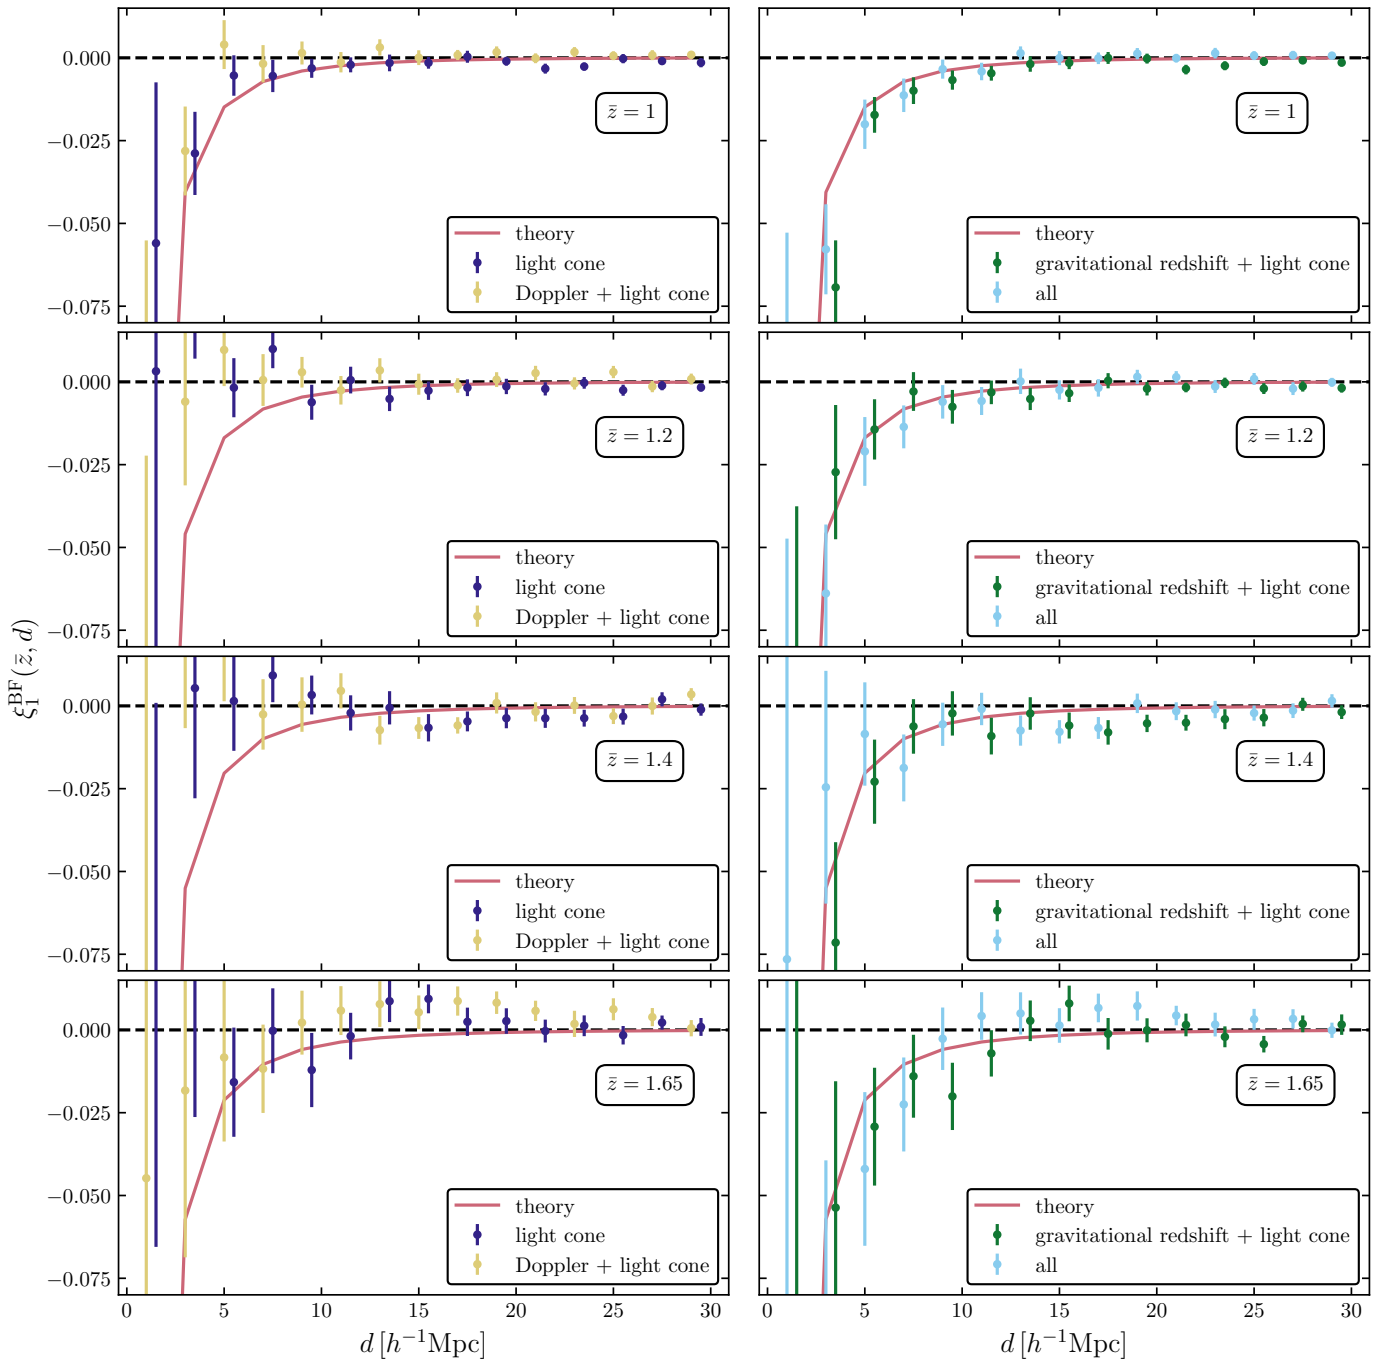 0.000
−0.025
−0.050
−0.075
z̄ = 1
theory
light cone
Doppler + light cone
z̄ = 1
theory
gravitational redshift + light cone
all
0.000
−0.025
−0.050
−0.075
z̄ = 1.2
theory
light cone
Doppler + light cone
z̄ = 1.2
theory
gravitational redshift + light cone
all
ξ₁ᴮᶠ(z̄, d)
0.000
−0.025
−0.050
−0.075
z̄ = 1.4
theory
light cone
Doppler + light cone
z̄ = 1.4
theory
gravitational redshift + light cone
all
0.000
−0.025
−0.050
−0.075
z̄ = 1.65
theory
light cone
Doppler + light cone
z̄ = 1.65
theory
gravitational redshift + light cone
all
0 5 10 15 20 25 30
0 5 10 15 20 25 30
d [h⁻¹Mpc]
d [h⁻¹Mpc]